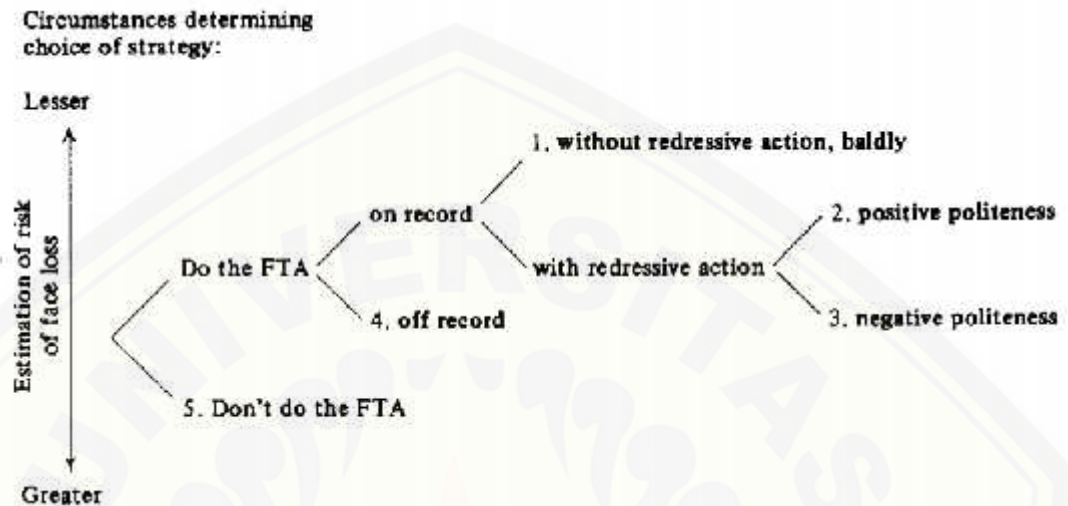 Circumstances determining
choice of strategy:
Lesser
1. without redressive action, baldly
on record
2. positive politeness
Do the FTA
with redressive action
4. off record
3. negative politeness
Estimation of risk
of face loss
5. Don't do the FTA
Greater
UNIVERSITAS